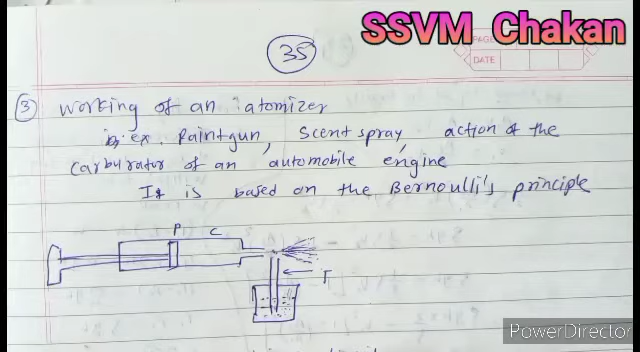 SSVM Chakan
PAGE
DATE
35
③ Working of an atomizer
ex. Paintgun, Scent spray, action of the
Carburator of an automobile engine
It is based on the Bernoulli's principle
P C
T
PowerDirector